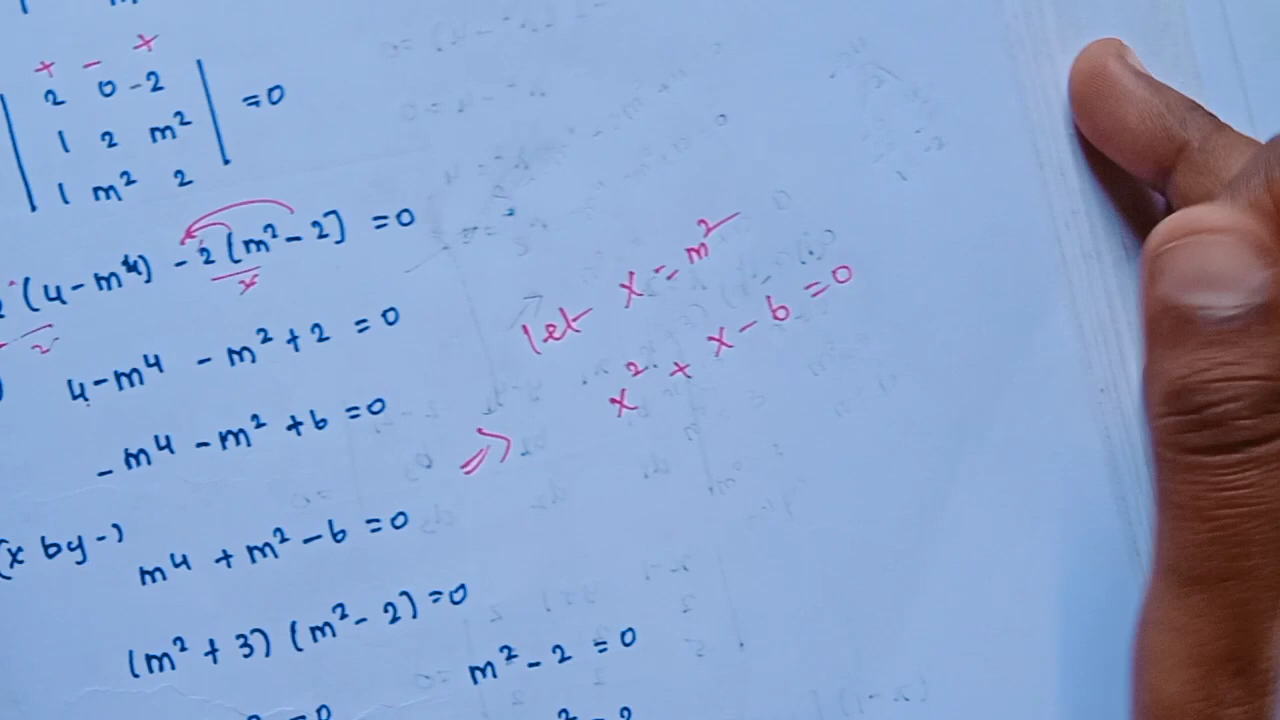 + - +
2 0 -2
1 2 m² = 0
1 m² 2
(4 - m⁴) - 2 (m² - 2] = 0
x
2
4 - m⁴ - m² + 2 = 0
- m⁴ - m² + 6 = 0
let x = m²
x² + x - 6 = 0
=>
(x by -)
m⁴ + m² - 6 = 0
(m² + 3) (m² - 2) = 0
m² - 2 = 0